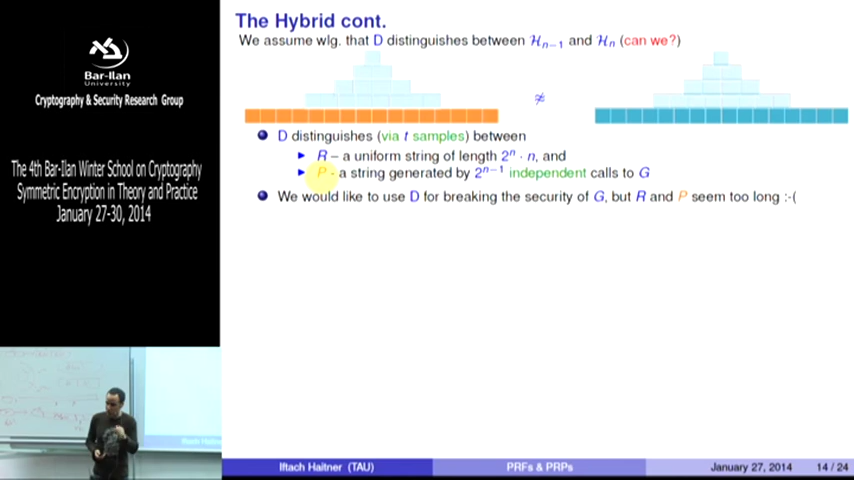 Bar-Ilan
University
Cryptography & Security Research Group
The 4th Bar-Ilan Winter School on Cryptography
Symmetric Encryption in Theory and Practice
January 27-30, 2014
The Hybrid cont.
We assume wlg. that D distinguishes between ℋₙ₋₁ and ℋₙ (can we?)
≉
D distinguishes (via t samples) between
R – a uniform string of length 2ⁿ · n, and
P - a string generated by 2ⁿ⁻¹ independent calls to G
We would like to use D for breaking the security of G, but R and P seem too long :-(
Iftach Haitner (TAU) PRFs & PRPs January 27, 2014 14 / 24